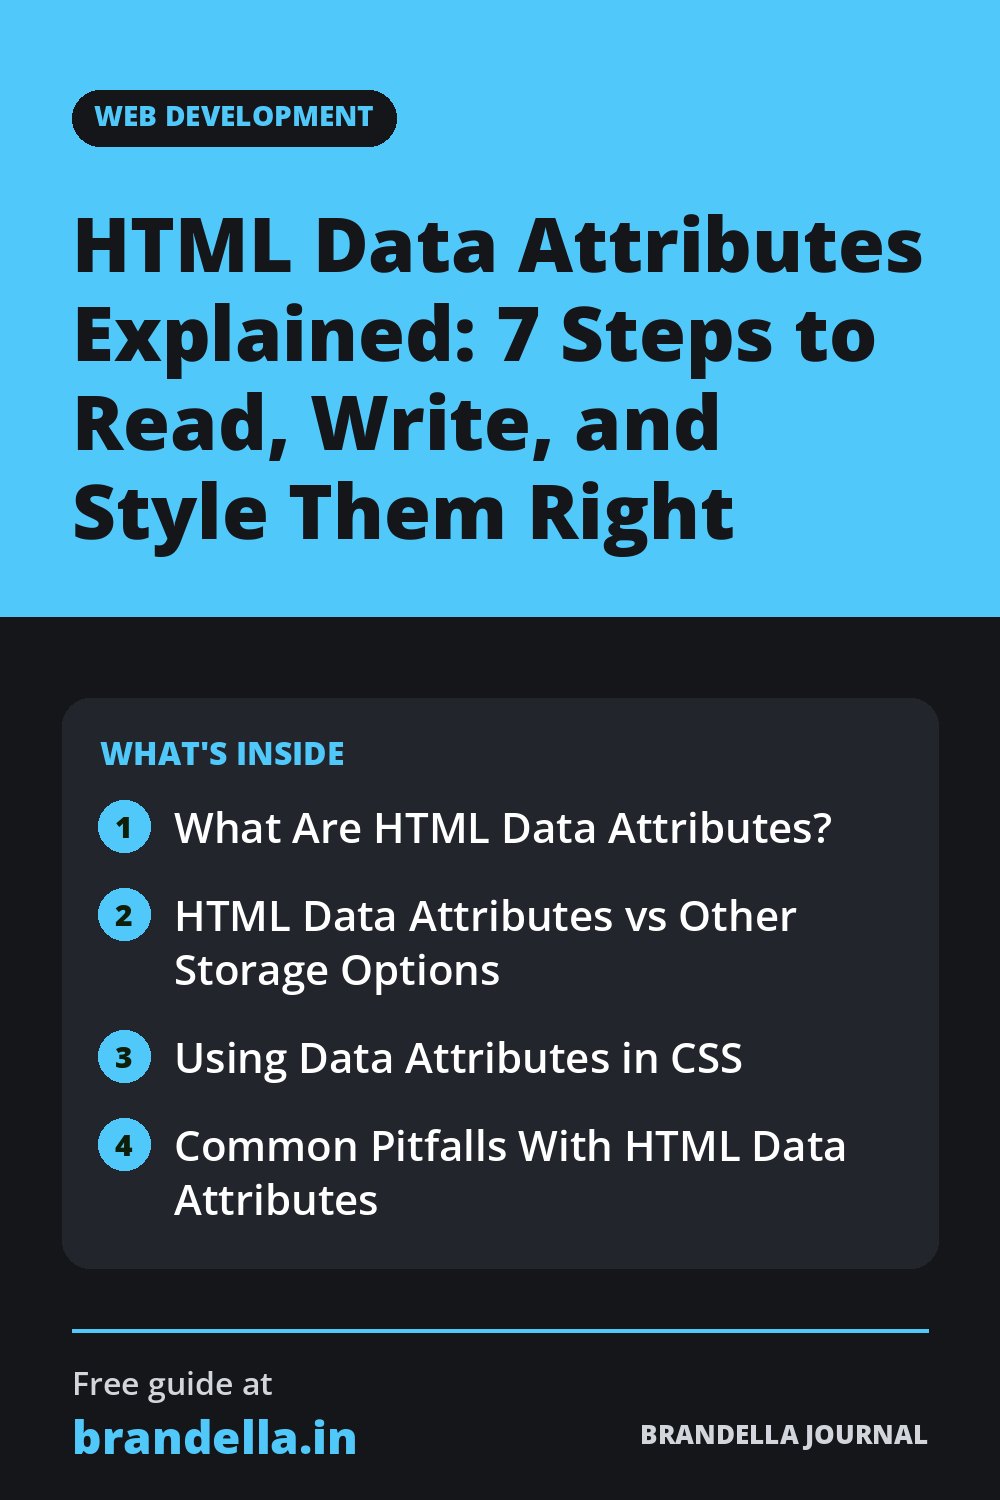 WEB DEVELOPMENT
HTML Data Attributes
Explained: 7 Steps to
Read, Write, and
Style Them Right
WHAT'S INSIDE
1 What Are HTML Data Attributes?
2 HTML Data Attributes vs Other
Storage Options
3 Using Data Attributes in CSS
4 Common Pitfalls With HTML Data
Attributes
Free guide at
brandella.in
BRANDELLA JOURNAL